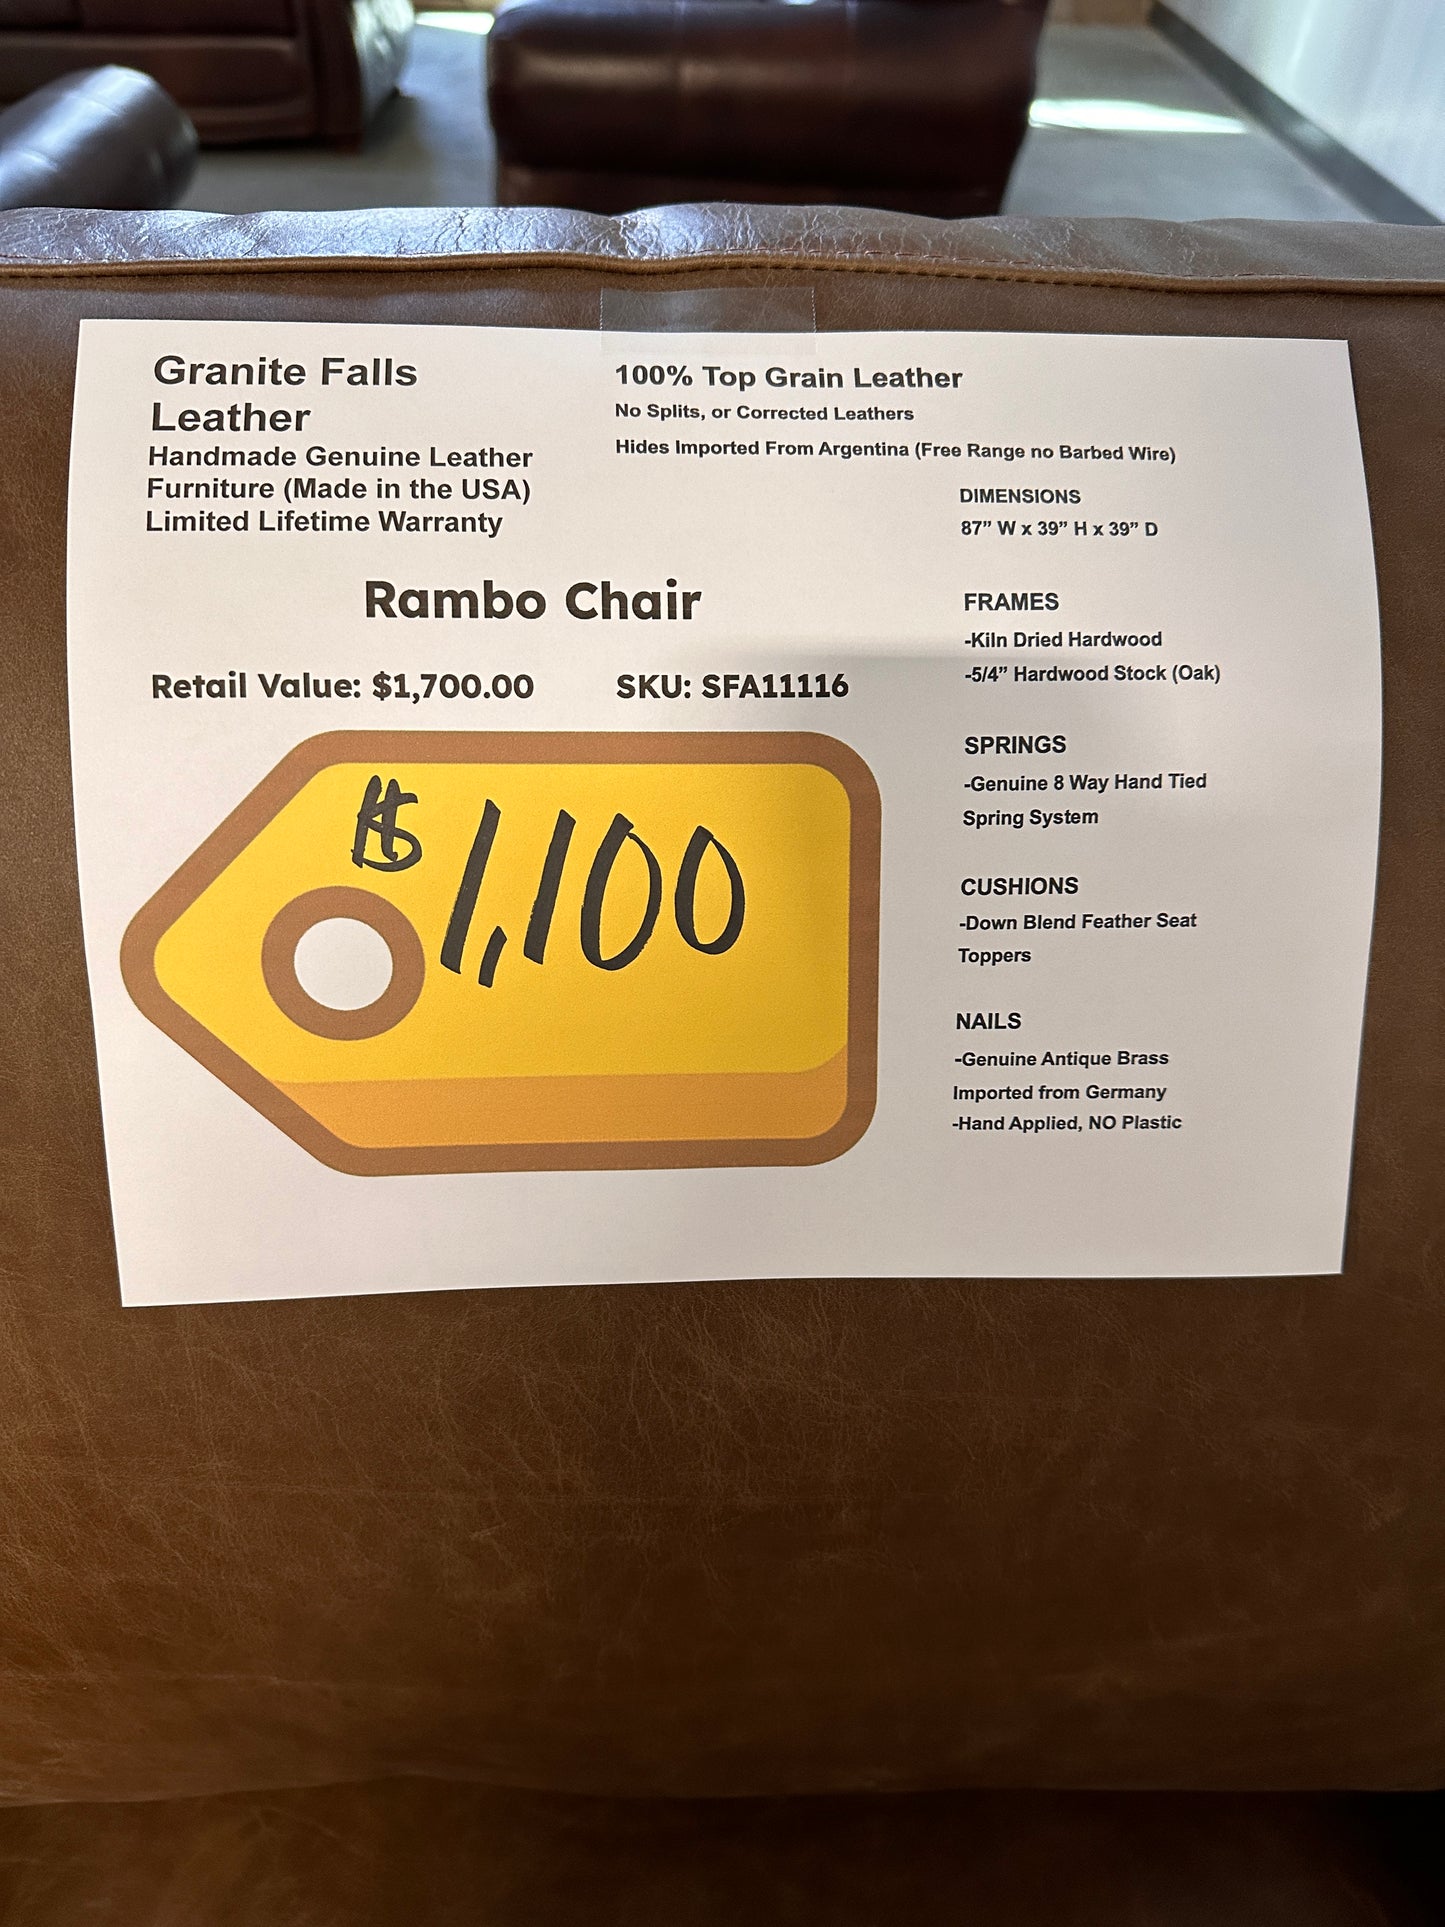 Granite Falls
Leather
Handmade Genuine Leather
Furniture (Made in the USA)
Limited Lifetime Warranty
100% Top Grain Leather
No Splits, or Corrected Leathers
Hides Imported From Argentina (Free Range no Barbed Wire)
Rambo Chair
Retail Value: $1,700.00 SKU: SFA11116
$1,100
DIMENSIONS
87” W x 39” H x 39” D
FRAMES
-Kiln Dried Hardwood
-5/4” Hardwood Stock (Oak)
SPRINGS
-Genuine 8 Way Hand Tied
Spring System
CUSHIONS
-Down Blend Feather Seat
Toppers
NAILS
-Genuine Antique Brass
Imported from Germany
-Hand Applied, NO Plastic